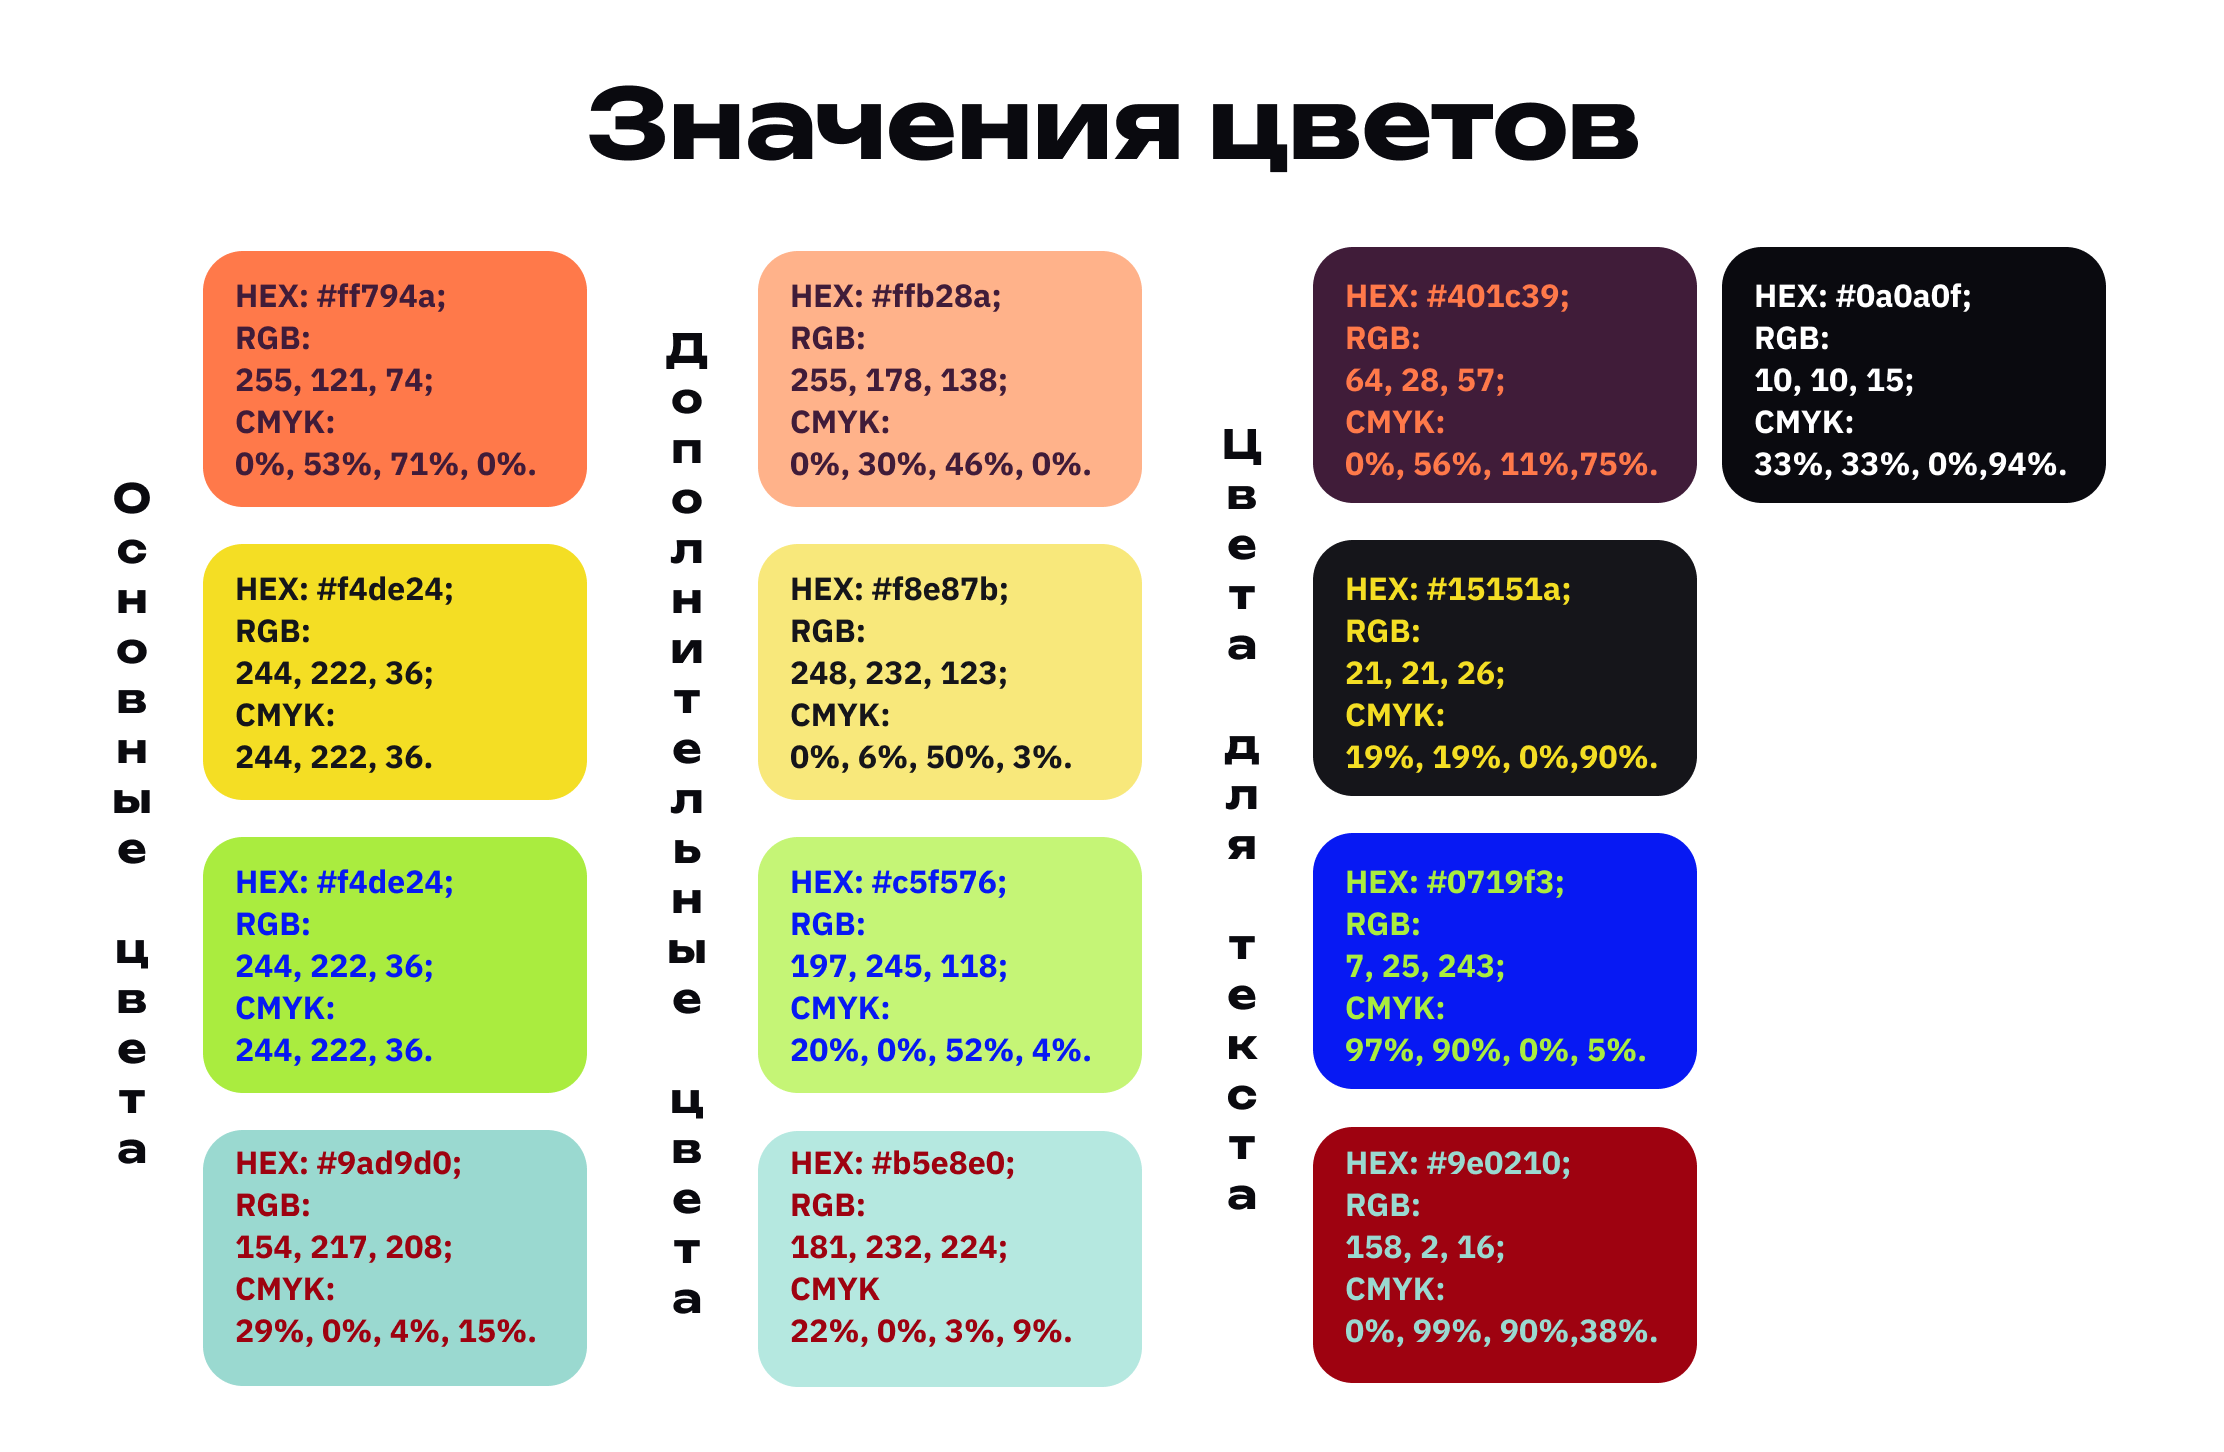 Значения цветов
Основные цвета
HEX: #ff794a;
RGB:
255, 121, 74;
CMYK:
0%, 53%, 71%, 0%.
HEX: #f4de24;
RGB:
244, 222, 36;
CMYK:
244, 222, 36.
HEX: #f4de24;
RGB:
244, 222, 36;
CMYK:
244, 222, 36.
HEX: #9ad9d0;
RGB:
154, 217, 208;
CMYK:
29%, 0%, 4%, 15%.
Дополнительные цвета
HEX: #ffb28a;
RGB:
255, 178, 138;
CMYK:
0%, 30%, 46%, 0%.
HEX: #f8e87b;
RGB:
248, 232, 123;
CMYK:
0%, 6%, 50%, 3%.
HEX: #c5f576;
RGB:
197, 245, 118;
CMYK:
20%, 0%, 52%, 4%.
HEX: #b5e8e0;
RGB:
181, 232, 224;
CMYK
22%, 0%, 3%, 9%.
Цвета для текста
HEX: #401c39;
RGB:
64, 28, 57;
CMYK:
0%, 56%, 11%,75%.
HEX: #15151a;
RGB:
21, 21, 26;
CMYK:
19%, 19%, 0%,90%.
HEX: #0719f3;
RGB:
7, 25, 243;
CMYK:
97%, 90%, 0%, 5%.
HEX: #9e0210;
RGB:
158, 2, 16;
CMYK:
0%, 99%, 90%,38%.
HEX: #0a0a0f;
RGB:
10, 10, 15;
CMYK:
33%, 33%, 0%,94%.